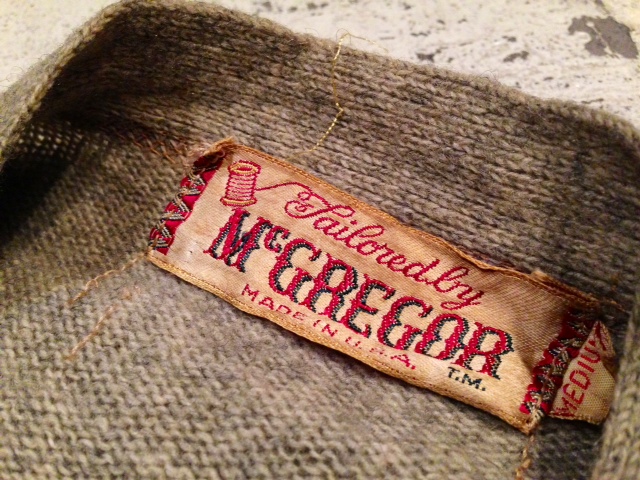 Tailored by
McGREGOR
MADE IN U.S.A.
T.M.
MEDIUM